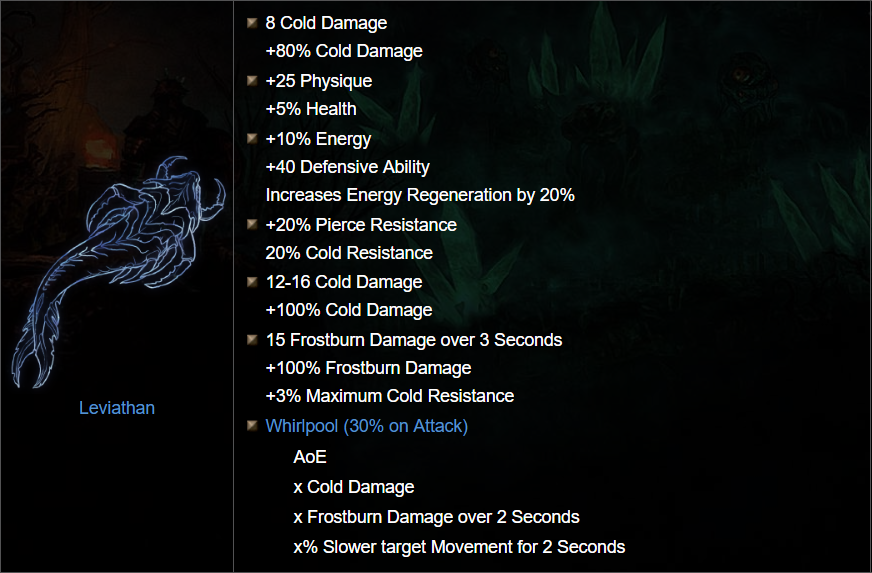 8 Cold Damage
+80% Cold Damage
+25 Physique
+5% Health
+10% Energy
+40 Defensive Ability
Increases Energy Regeneration by 20%
+20% Pierce Resistance
20% Cold Resistance
12-16 Cold Damage
+100% Cold Damage
15 Frostburn Damage over 3 Seconds
+100% Frostburn Damage
+3% Maximum Cold Resistance
Whirlpool (30% on Attack)
AoE
x Cold Damage
x Frostburn Damage over 2 Seconds
x% Slower target Movement for 2 Seconds
Leviathan